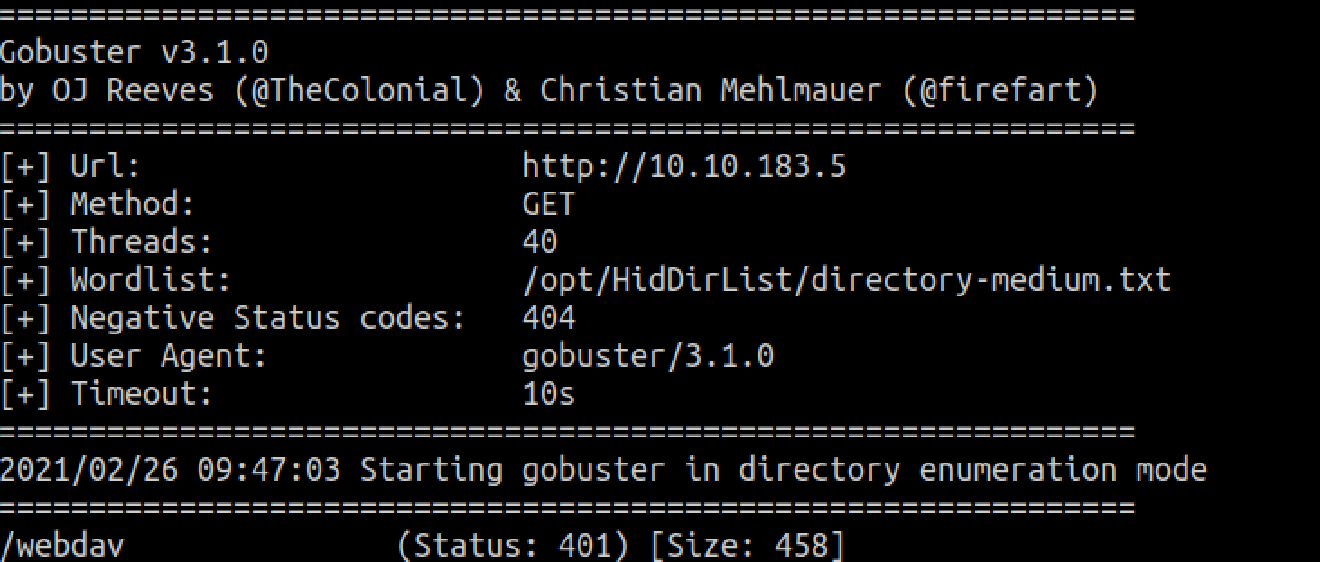 ===============================================================
Gobuster v3.1.0
by OJ Reeves (@TheColonial) & Christian Mehlmauer (@firefart)
===============================================================
[+] Url:                     http://10.10.183.5
[+] Method:                  GET
[+] Threads:                 40
[+] Wordlist:                /opt/HidDirList/directory-medium.txt
[+] Negative Status codes:   404
[+] User Agent:              gobuster/3.1.0
[+] Timeout:                 10s
===============================================================
2021/02/26 09:47:03 Starting gobuster in directory enumeration mode
===============================================================
/webdav               (Status: 401) [Size: 458]